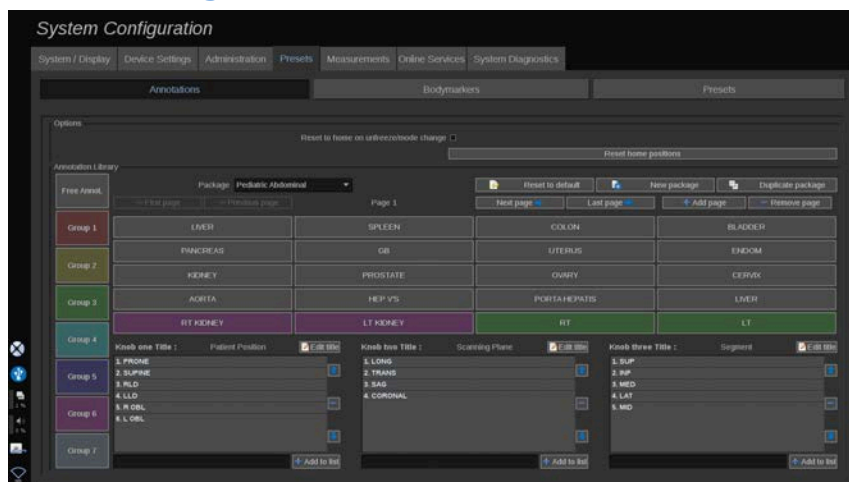 System Configuration
System / Display Device Settings Administration Presets Measurements Online Services System Diagnostics
Annotations Bodymarkers Presets
Options
Reset to home on unfreeze/mode change
Reset home positions
Annotation Library
Free Annot. Package Pediatric Abdominal Reset to default New package Duplicate package
First page Previous page Page 1 Next page Last page Add page Remove page
Group 1 LIVER SPLEEN COLON BLADDER
PANCREAS GB UTERUS ENDOM
Group 2
KIDNEY PROSTATE OVARY CERVIX
Group 3 AORTA HEP V'S PORTA HEPATIS LIVER
RT KIDNEY LT KIDNEY RT LT
Group 4
Knob one Title : Patient Position Edit title Knob two Title : Scanning Plane Edit title Knob three Title : Segment Edit title
1. PRONE 1. LONG 1. SUP
2. SUPINE 2. TRANS 2. INF
Group 5
3. RLD 3. SAG 3. MED
4. LLD 4. CORONAL 4. LAT
5. R OBL 5. MID
Group 6
6. L OBL
Group 7
Add to list Add to list Add to list